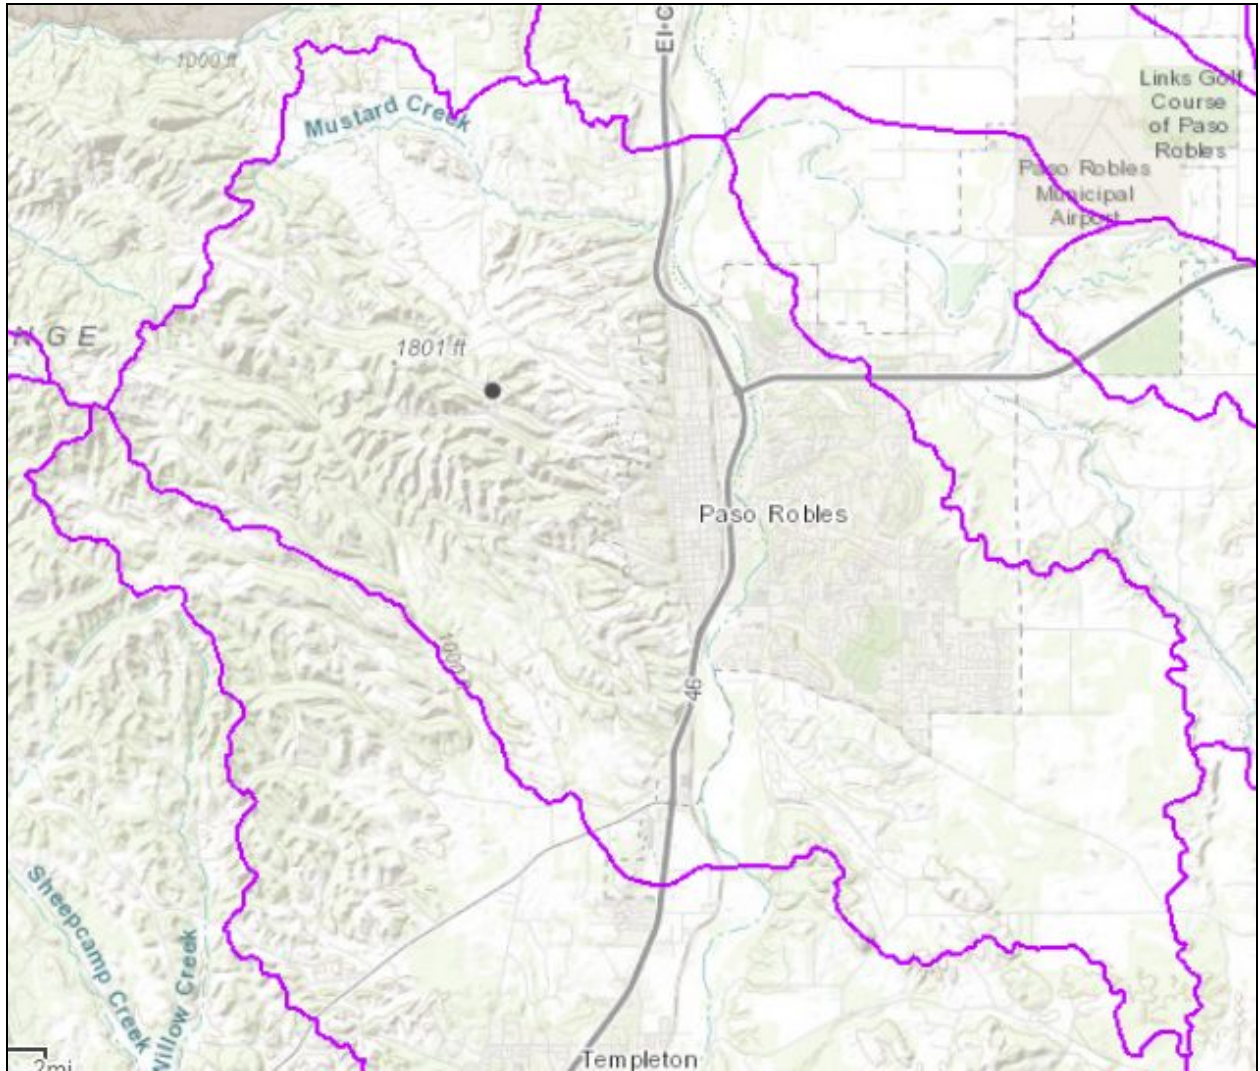 El C
1000 ft
Links Golf
Course
of Paso
Robles
Mustard Creek
Paso Robles
Municipal
Airport
NGE
1801 ft
Paso Robles
1000
46
Sheepcamp Creek
Willow Creek
Templeton
2mi